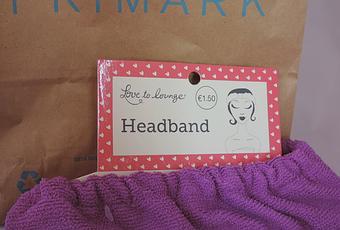 PRIMARK
Love to lounge
€1.50
Headband